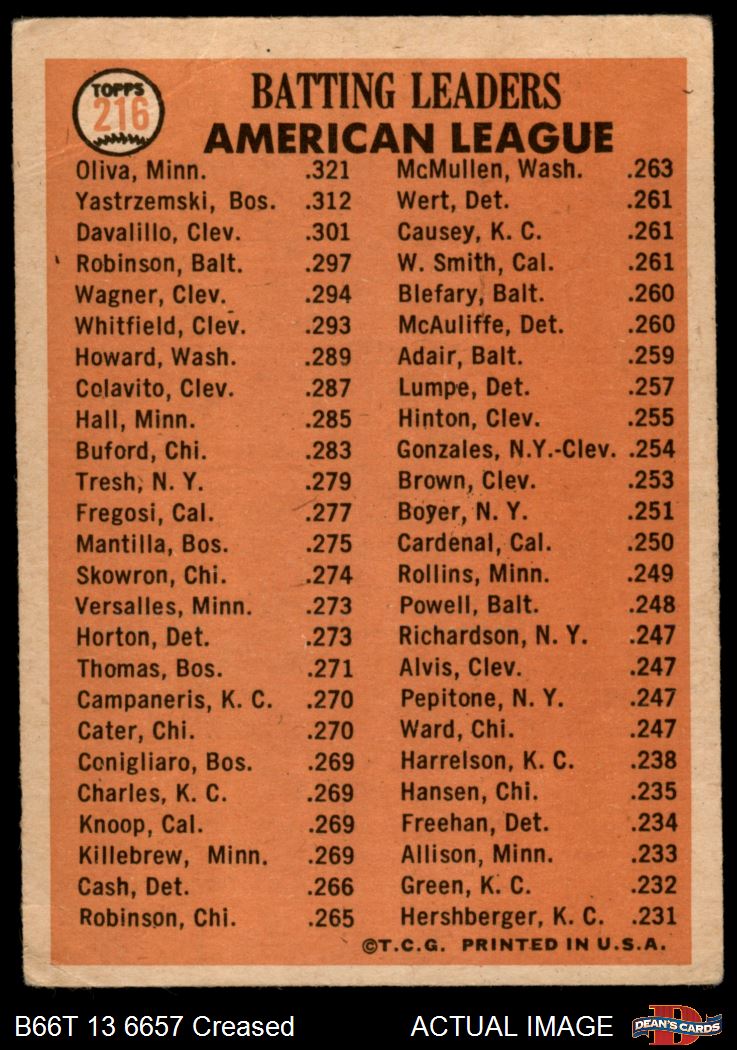 TOPPS
216
BATTING LEADERS
AMERICAN LEAGUE
Oliva, Minn. .321
Yastrzemski, Bos. .312
Davalillo, Clev. .301
Robinson, Balt. .297
Wagner, Clev. .294
Whitfield, Clev. .293
Howard, Wash. .289
Colavito, Clev. .287
Hall, Minn. .285
Buford, Chi. .283
Tresh, N. Y. .279
Fregosi, Cal. .277
Mantilla, Bos. .275
Skowron, Chi. .274
Versalles, Minn. .273
Horton, Det. .273
Thomas, Bos. .271
Campaneris, K. C. .270
Cater, Chi. .270
Conigliaro, Bos. .269
Charles, K. C. .269
Knoop, Cal. .269
Killebrew, Minn. .269
Cash, Det. .266
Robinson, Chi. .265
McMullen, Wash. .263
Wert, Det. .261
Causey, K. C. .261
W. Smith, Cal. .261
Blefary, Balt. .260
McAuliffe, Det. .260
Adair, Balt. .259
Lumpe, Det. .257
Hinton, Clev. .255
Gonzales, N.Y.-Clev. .254
Brown, Clev. .253
Boyer, N. Y. .251
Cardenal, Cal. .250
Rollins, Minn. .249
Powell, Balt. .248
Richardson, N. Y. .247
Alvis, Clev. .247
Pepitone, N. Y. .247
Ward, Chi. .247
Harrelson, K. C. .238
Hansen, Chi. .235
Freehan, Det. .234
Allison, Minn. .233
Green, K. C. .232
Hershberger, K. C. .231
©T.C.G. PRINTED IN U.S.A.
B66T 13 6657 Creased
ACTUAL IMAGE
D
DEAN'S CARDS